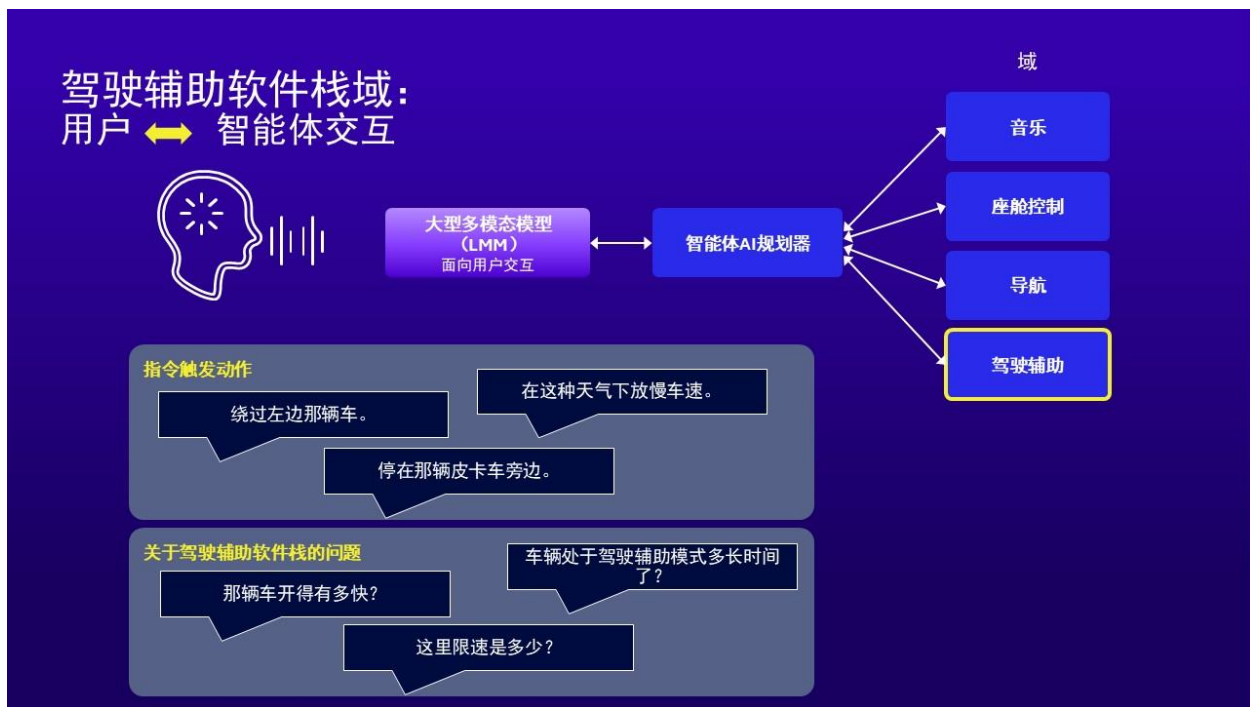 驾驶辅助软件栈域：
用户 智能体交互
域
音乐
座舱控制
导航
驾驶辅助
大型多模态模型
（LMM）
面向用户交互
智能体AI规划器
指令触发动作
绕过左边那辆车。
在这种天气下放慢车速。
停在那辆皮卡车旁边。
关于驾驶辅助软件栈的问题
那辆车开得有多快？
车辆处于驾驶辅助模式多长时间
了？
这里限速是多少？